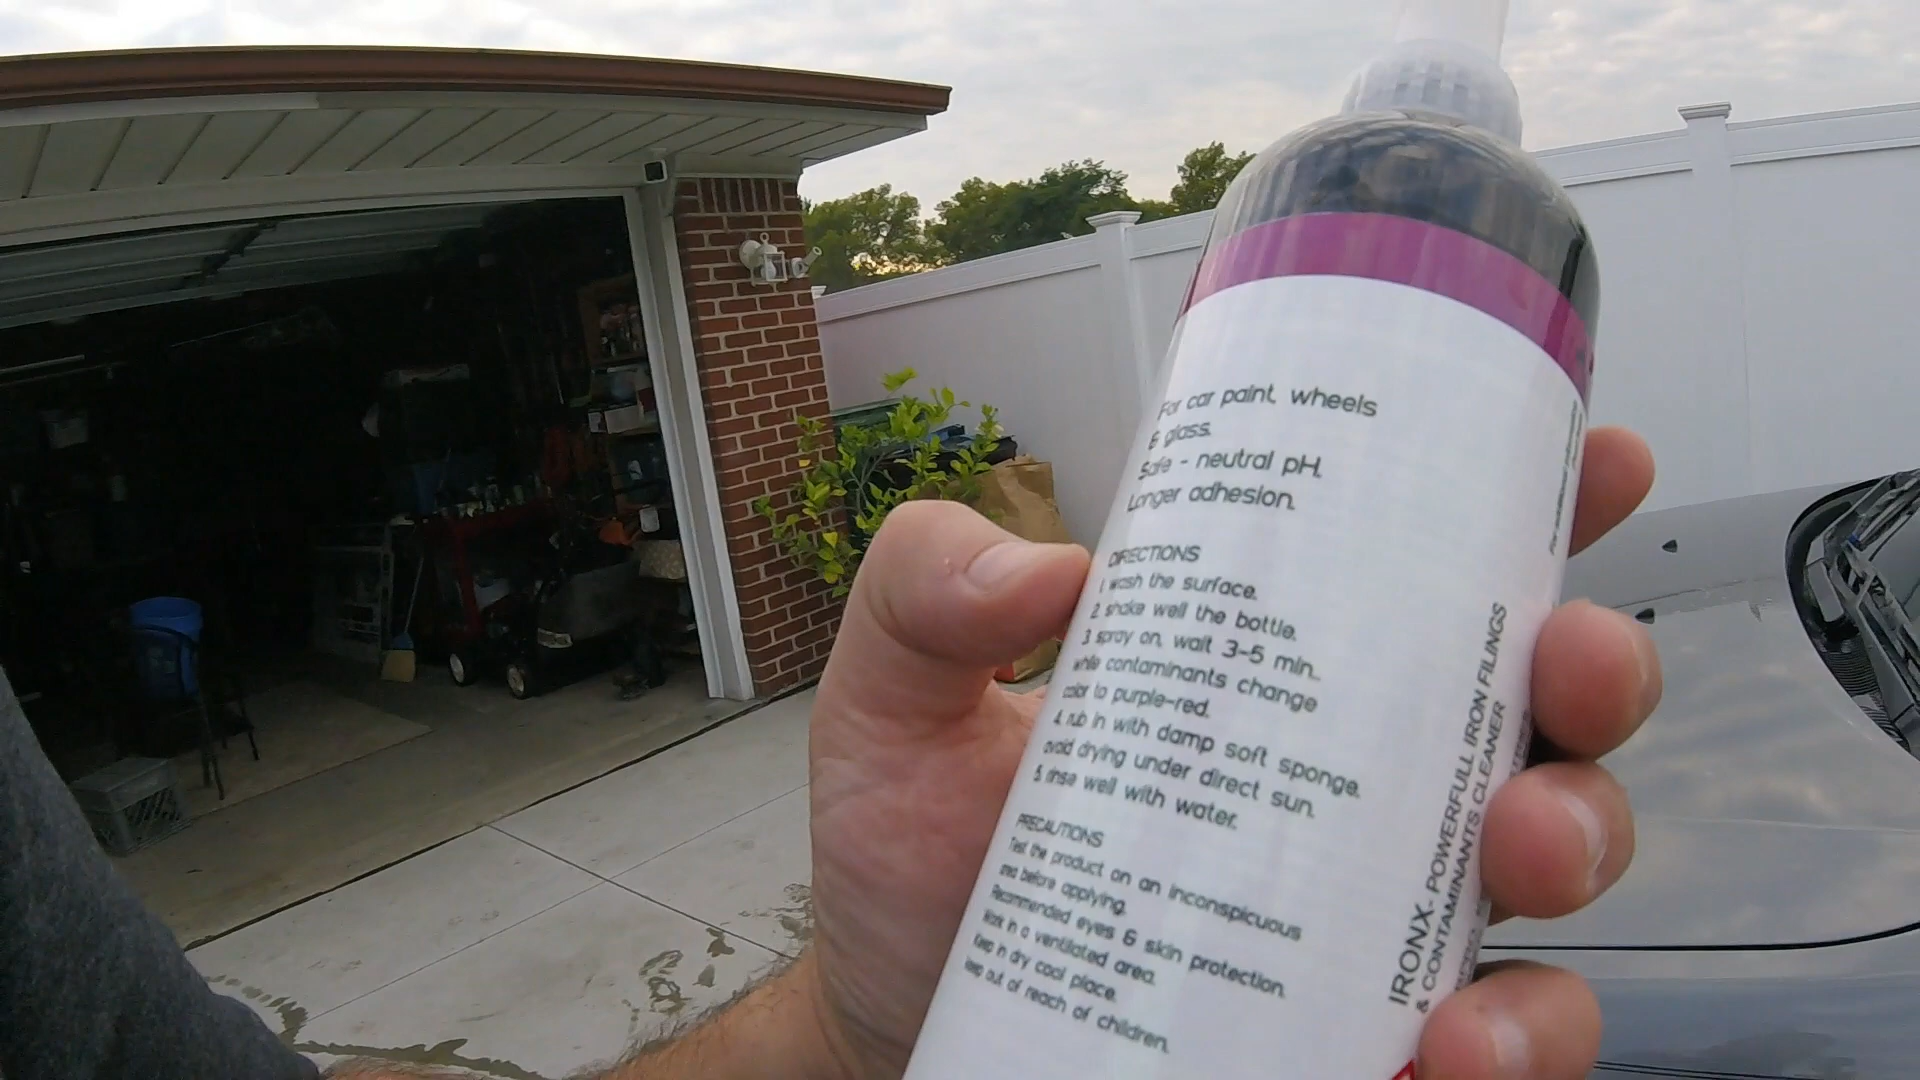 For car paint, wheels
& glass.
Safe - neutral pH.
Longer adhesion.
DIRECTIONS
1. wash the surface.
2. shake well the bottle.
3 spray on, wait 3-5 min..
while contaminants change
color to purple-red.
4. rub in with damp soft sponge.
avoid drying under direct sun.
5. rinse well with water.
PRECAUTIONS
Test the product on an inconspicuous
area before applying.
Recommended eyes & skin protection.
Work in a ventilated area.
Keep in dry cool place.
keep out of reach of children.
IRONX- POWERFULL IRON FILINGS
& CONTAMINANTS CLEANER